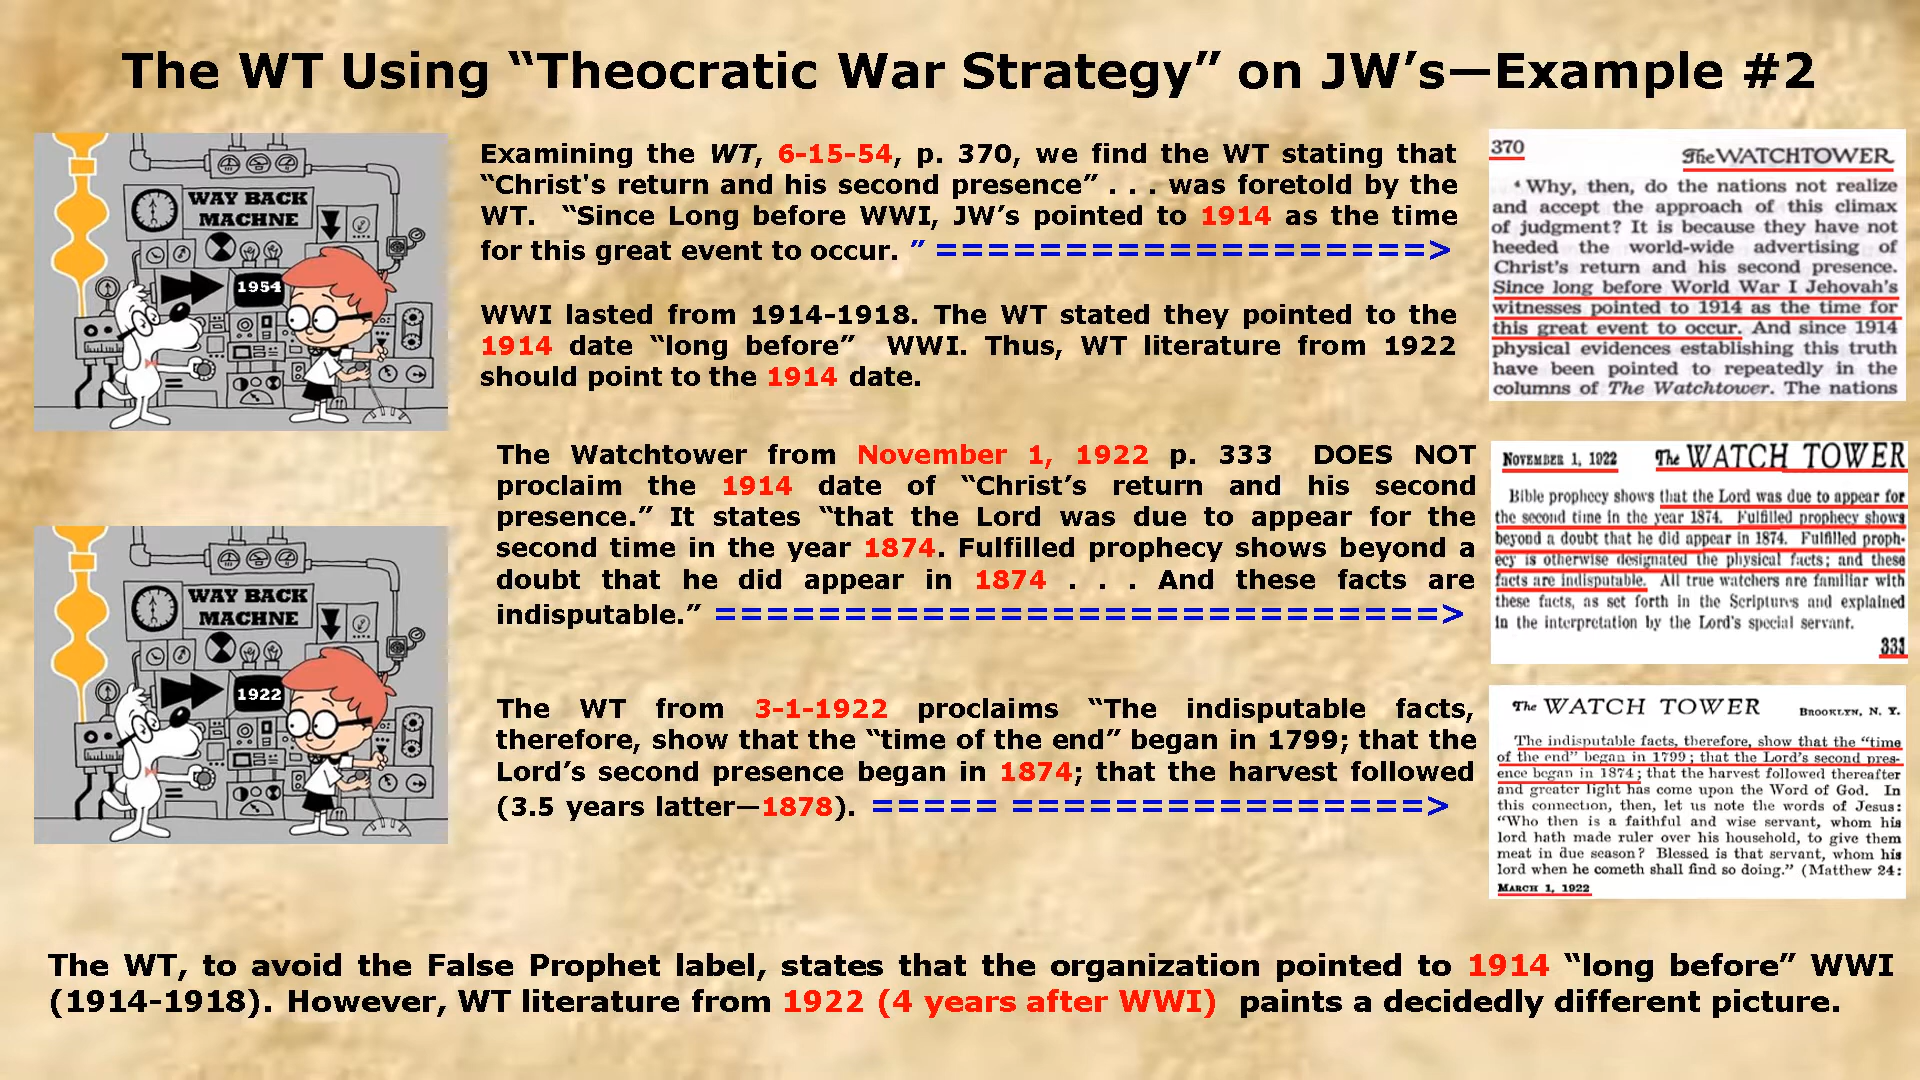 The WT Using “Theocratic War Strategy” on JW’s—Example #2
WAY BACK
MACHNE
1954
Examining the WT, 6-15-54, p. 370, we find the WT stating that
“Christ's return and his second presence” . . . was foretold by the
WT. “Since Long before WWI, JW’s pointed to 1914 as the time
for this great event to occur. ” ===================>
WWI lasted from 1914-1918. The WT stated they pointed to the
1914 date “long before” WWI. Thus, WT literature from 1922
should point to the 1914 date.
370
The WATCHTOWER
⁴ Why, then, do the nations not realize
and accept the approach of this climax
of judgment? It is because they have not
heeded the world-wide advertising of
Christ’s return and his second presence.
Since long before World War I Jehovah’s
witnesses pointed to 1914 as the time for
this great event to occur. And since 1914
physical evidences establishing this truth
have been pointed to repeatedly in the
columns of The Watchtower. The nations
The Watchtower from November 1, 1922 p. 333 DOES NOT
proclaim the 1914 date of “Christ’s return and his second
presence.” It states “that the Lord was due to appear for the
second time in the year 1874. Fulfilled prophecy shows beyond a
doubt that he did appear in 1874 . . . And these facts are
indisputable.” ============================>
November 1, 1922 The WATCH TOWER
Bible prophecy shows that the Lord was due to appear for
the second time in the year 1874. Fulfilled prophecy shows
beyond a doubt that he did appear in 1874. Fulfilled proph-
ecy is otherwise designated the physical facts; and these
facts are indisputable. All true watchers are familiar with
these facts, as set forth in the Scriptures and explained
in the interpretation by the Lord’s special servant.
331
WAY BACK
MACHNE
1922
The WT from 3-1-1922 proclaims “The indisputable facts,
therefore, show that the “time of the end” began in 1799; that the
Lord’s second presence began in 1874; that the harvest followed
(3.5 years latter—1878). ===== ================>
The WATCH TOWER Brooklyn, N. Y.
The indisputable facts, therefore, show that the “time
of the end” began in 1799; that the Lord’s second pres-
ence began in 1874; that the harvest followed thereafter
and greater light has come upon the Word of God. In
this connection, then, let us note the words of Jesus:
“Who then is a faithful and wise servant, whom his
lord hath made ruler over his household, to give them
meat in due season? Blessed is that servant, whom his
lord when he cometh shall find so doing.” (Matthew 24:
March 1, 1922
The WT, to avoid the False Prophet label, states that the organization pointed to 1914 “long before” WWI
(1914-1918). However, WT literature from 1922 (4 years after WWI) paints a decidedly different picture.